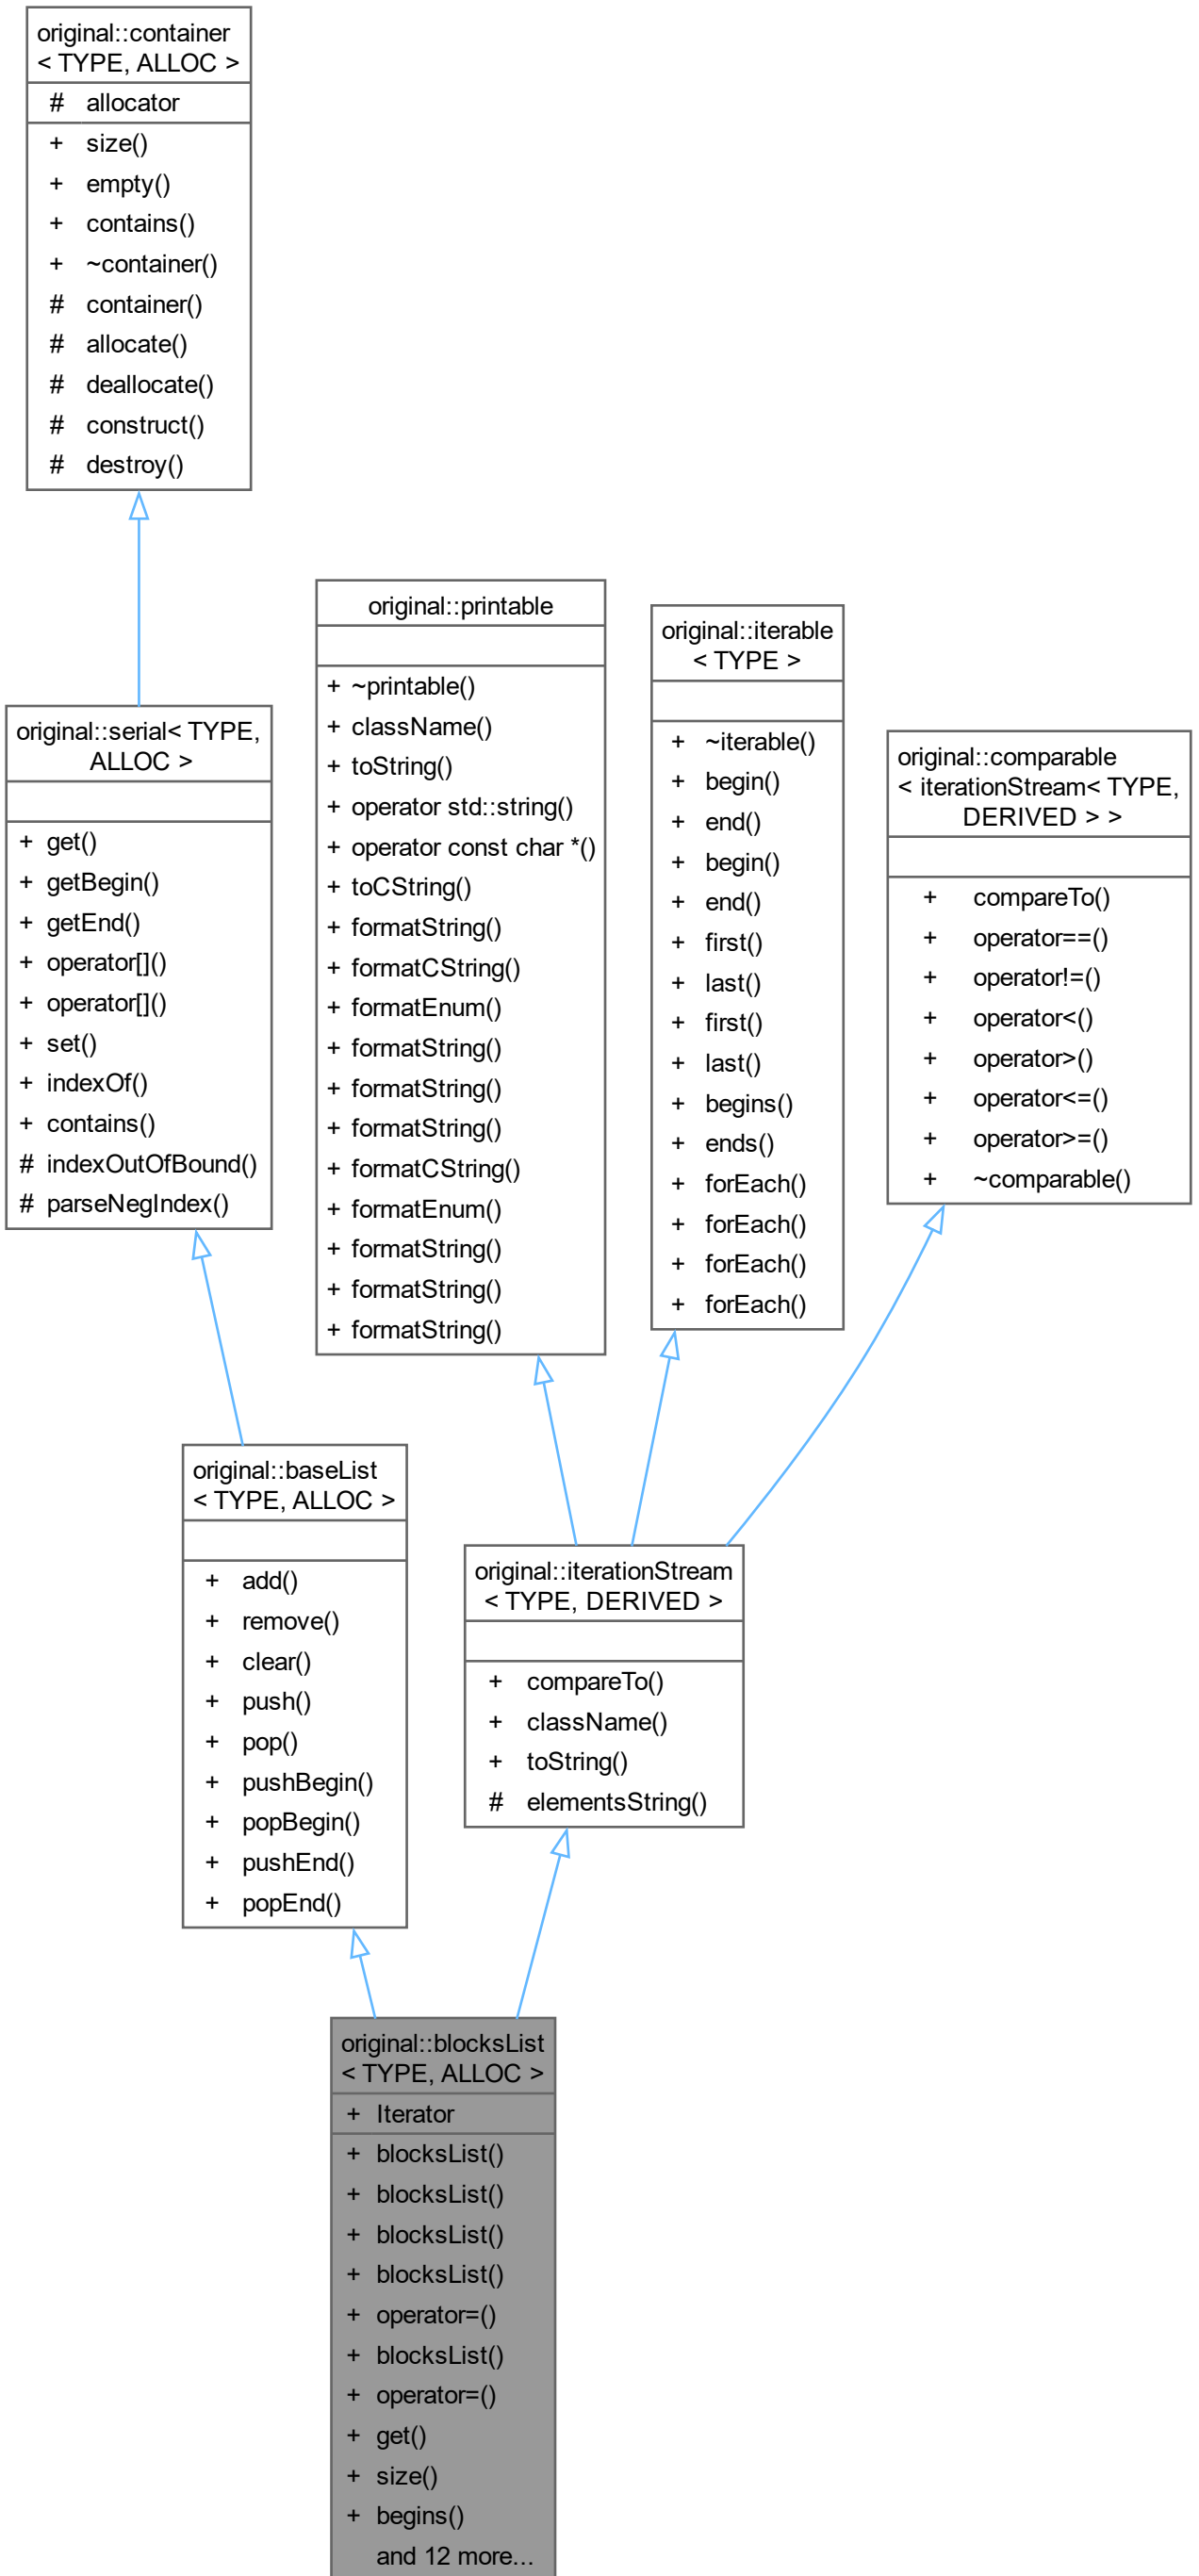 original::container
< TYPE, ALLOC >
# allocator
+ size()
+ empty()
+ contains()
+ ~container()
# container()
# allocate()
# deallocate()
# construct()
# destroy()
original::serial< TYPE,
ALLOC >
+ get()
+ getBegin()
+ getEnd()
+ operator[]()
+ operator[]()
+ set()
+ indexOf()
+ contains()
# indexOutOfBound()
# parseNegIndex()
original::printable
+ ~printable()
+ className()
+ toString()
+ operator std::string()
+ operator const char *()
+ toCString()
+ formatString()
+ formatCString()
+ formatEnum()
+ formatString()
+ formatString()
+ formatString()
+ formatCString()
+ formatEnum()
+ formatString()
+ formatString()
+ formatString()
original::iterable
< TYPE >
+ ~iterable()
+ begin()
+ end()
+ begin()
+ end()
+ first()
+ last()
+ first()
+ last()
+ begins()
+ ends()
+ forEach()
+ forEach()
+ forEach()
+ forEach()
original::comparable
< iterationStream< TYPE,
DERIVED > >
+ compareTo()
+ operator==()
+ operator!=()
+ operator<()
+ operator>()
+ operator<=()
+ operator>=()
+ ~comparable()
original::baseList
< TYPE, ALLOC >
+ add()
+ remove()
+ clear()
+ push()
+ pop()
+ pushBegin()
+ popBegin()
+ pushEnd()
+ popEnd()
original::iterationStream
< TYPE, DERIVED >
+ compareTo()
+ className()
+ toString()
# elementsString()
original::blocksList
< TYPE, ALLOC >
+ Iterator
+ blocksList()
+ blocksList()
+ blocksList()
+ blocksList()
+ operator=()
+ blocksList()
+ operator=()
+ get()
+ size()
+ begins()
and 12 more...